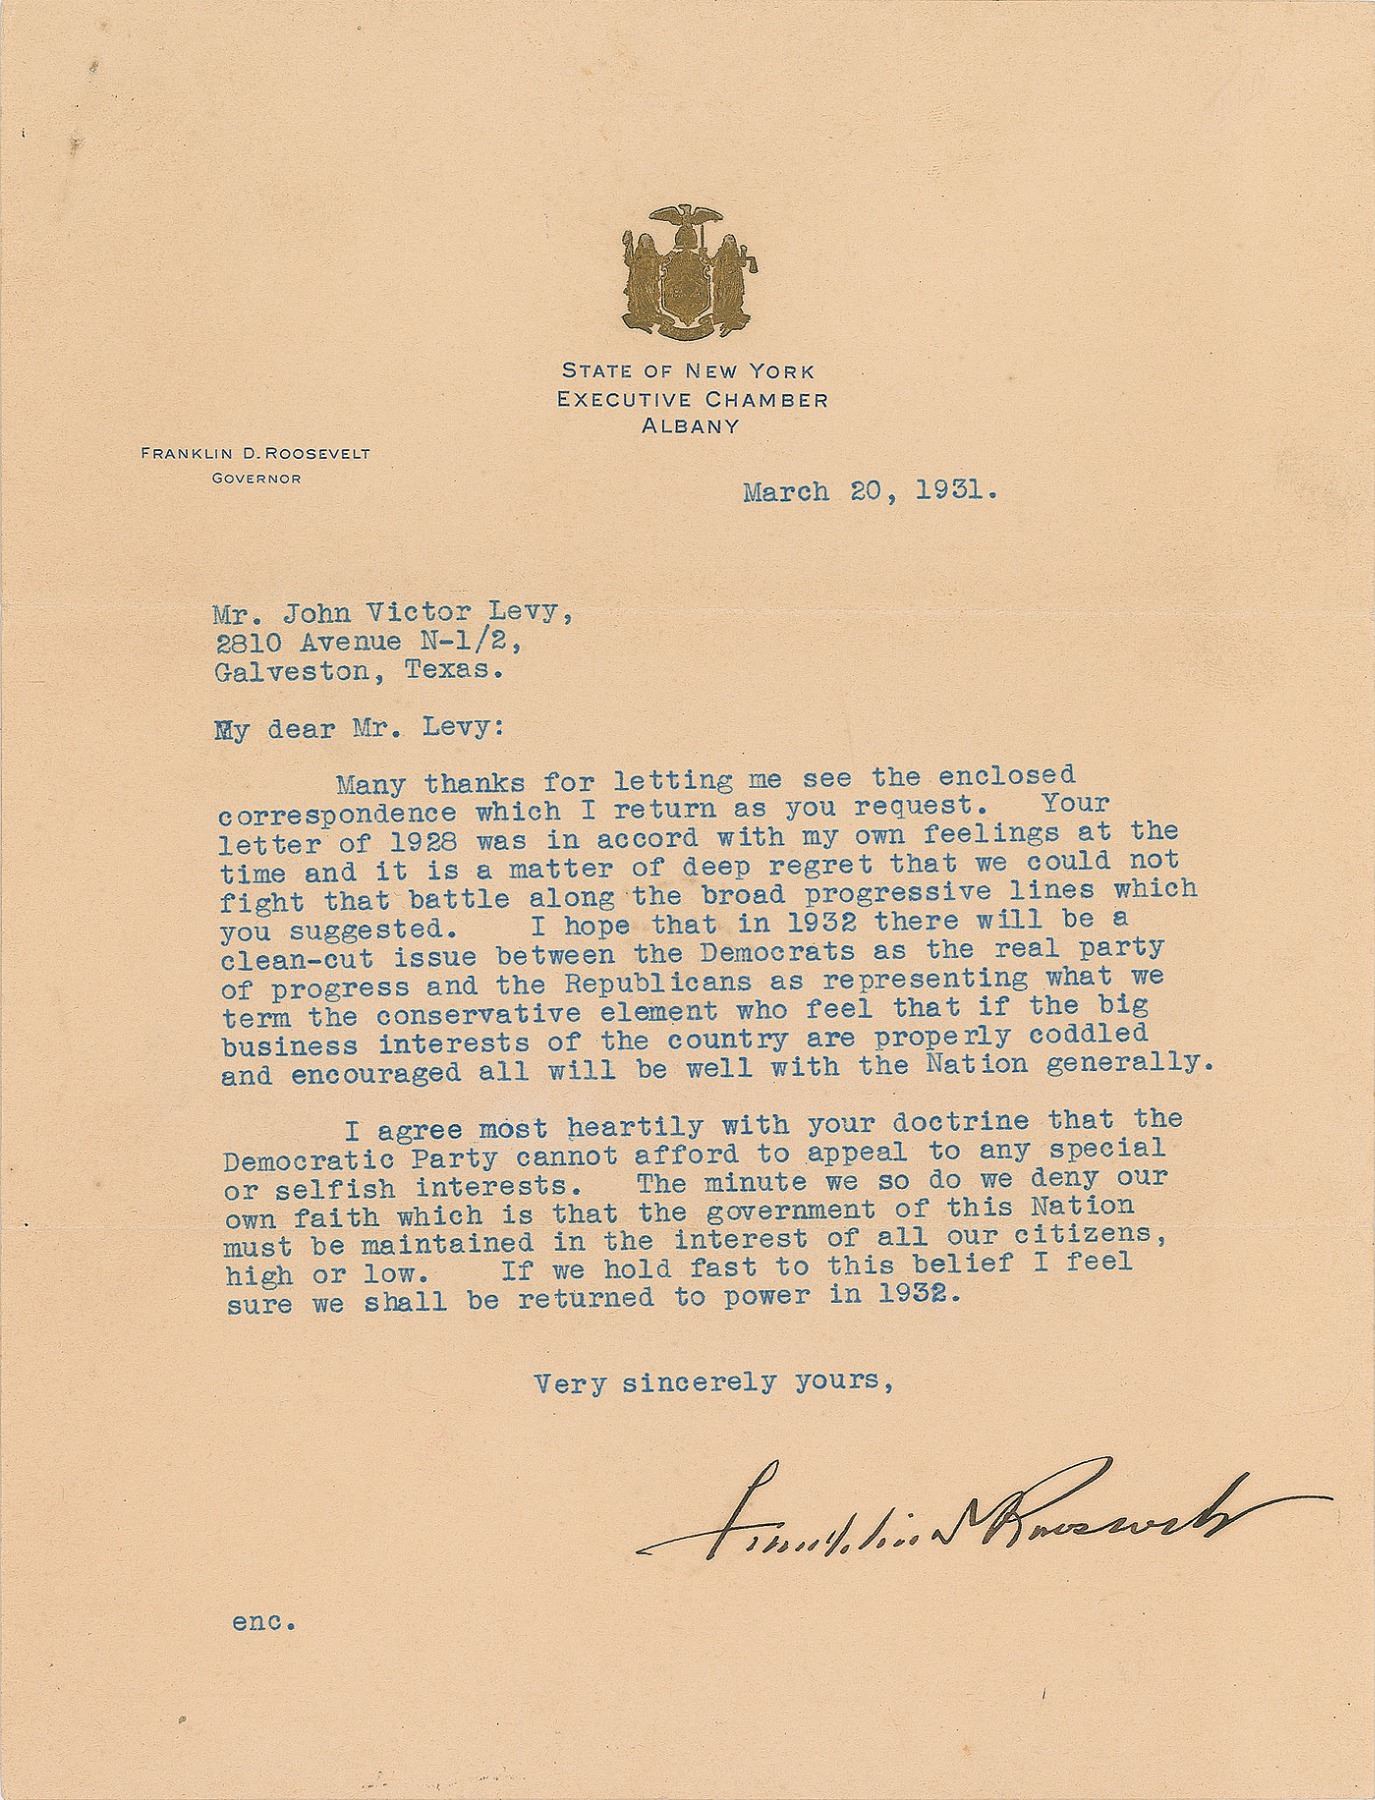 STATE OF NEW YORK
EXECUTIVE CHAMBER
ALBANY
FRANKLIN D. ROOSEVELT
GOVERNOR
March 20, 1931.
Mr. John Victor Levy,
2810 Avenue N-1/2,
Galveston, Texas.
My dear Mr. Levy:
Many thanks for letting me see the enclosed
correspondence which I return as you request. Your
letter of 1928 was in accord with my own feelings at the
time and it is a matter of deep regret that we could not
fight that battle along the broad progressive lines which
you suggested. I hope that in 1932 there will be a
clean-cut issue between the Democrats as the real party
of progress and the Republicans as representing what we
term the conservative element who feel that if the big
business interests of the country are properly coddled
and encouraged all will be well with the Nation generally.
I agree most heartily with your doctrine that the
Democratic Party cannot afford to appeal to any special
or selfish interests. The minute we so do we deny our
own faith which is that the government of this Nation
must be maintained in the interest of all our citizens,
high or low. If we hold fast to this belief I feel
sure we shall be returned to power in 1932.
Very sincerely yours,
Franklin D Roosevelt
enc.